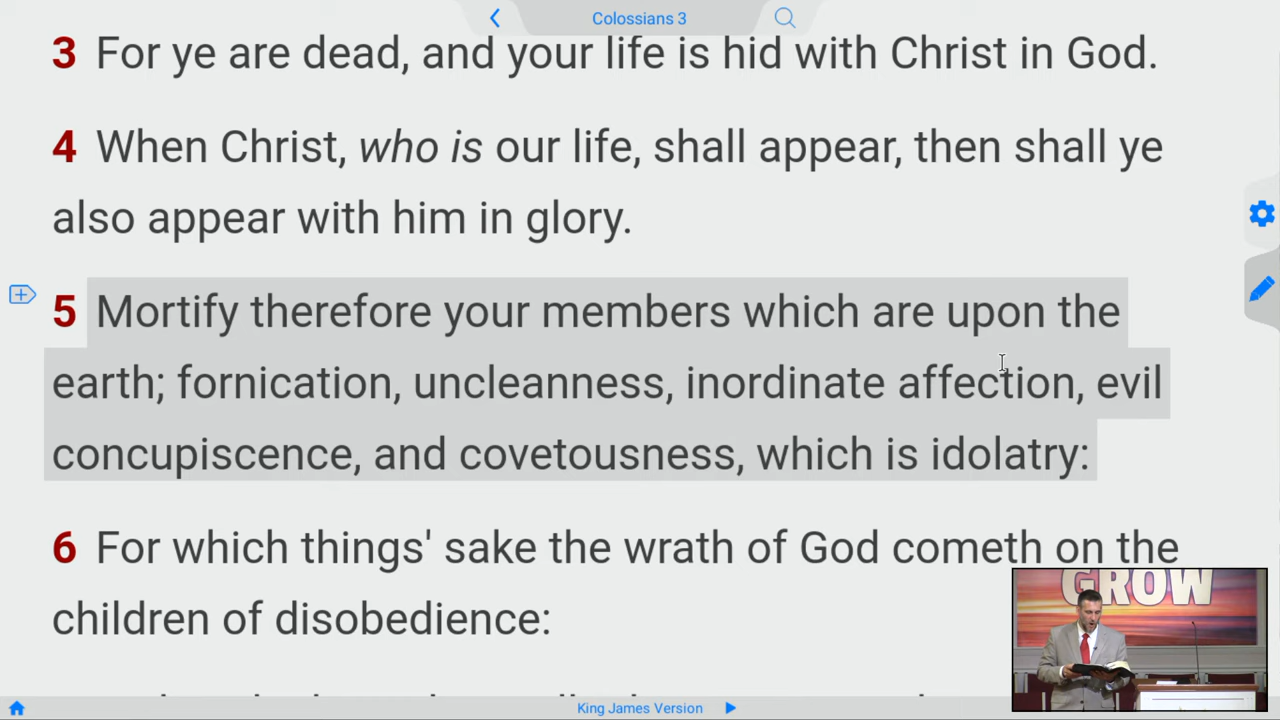 Colossians 3
3 For ye are dead, and your life is hid with Christ in God.
4 When Christ, who is our life, shall appear, then shall ye
also appear with him in glory.
5 Mortify therefore your members which are upon the
earth; fornication, uncleanness, inordinate affection, evil
concupiscence, and covetousness, which is idolatry:
6 For which things' sake the wrath of God cometh on the
children of disobedience:
GROW
King James Version